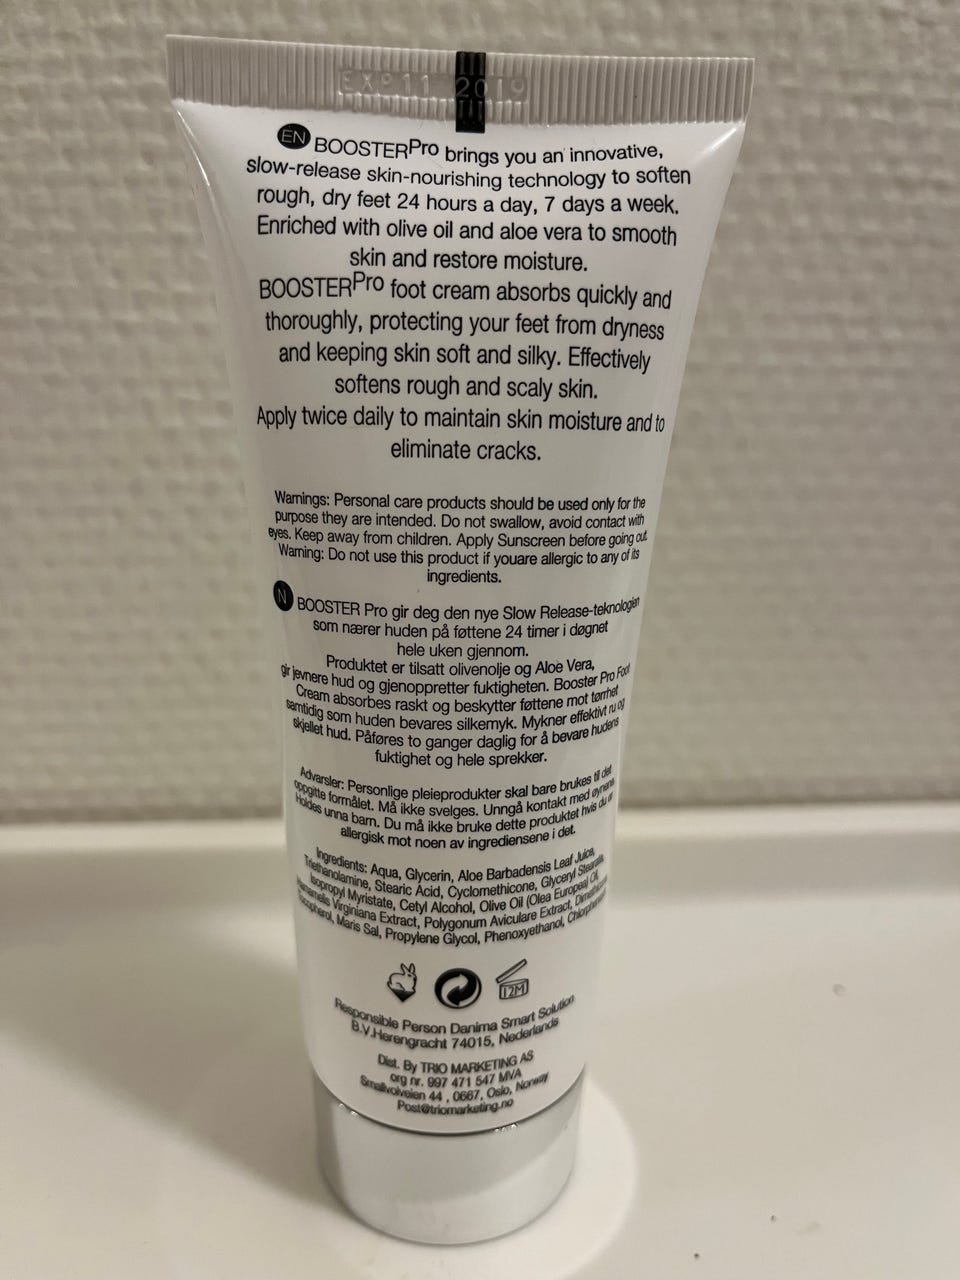 EXP11 2019
EN BOOSTERPro brings you an innovative,
slow-release skin-nourishing technology to soften
rough, dry feet 24 hours a day, 7 days a week.
Enriched with olive oil and aloe vera to smooth
skin and restore moisture.
BOOSTERPro foot cream absorbs quickly and
thoroughly, protecting your feet from dryness
and keeping skin soft and silky. Effectively
softens rough and scaly skin.
Apply twice daily to maintain skin moisture and to
eliminate cracks.
Warnings: Personal care products should be used only for the
purpose they are intended. Do not swallow, avoid contact with
eyes. Keep away from children. Apply Sunscreen before going out.
Warning: Do not use this product if youare allergic to any of its
ingredients.
N BOOSTER Pro gir deg den nye Slow Release-teknologien
som nærer huden på føttene 24 timer i døgnet
hele uken gjennom.
Produktet er tilsatt olivenolje og Aloe Vera,
gir jevnere hud og gjenoppretter fuktigheten. Booster Pro Foot
Cream absorbes raskt og beskytter føttene mot tørrhet
samtidig som huden bevares silkemyk. Mykner effektivt ru og
skjellet hud. Påføres to ganger daglig for å bevare hudens
fuktighet og hele sprekker.
Advarsler: Personlige pleieprodukter skal bare brukes til det
oppgitte formålet. Må ikke svelges. Unngå kontakt med øynene.
Holdes unna barn. Du må ikke bruke dette produktet hvis du er
allergisk mot noen av ingrediensene i det.
Ingredients: Aqua, Glycerin, Aloe Barbadensis Leaf Juice,
Triethanolamine, Stearic Acid, Cyclomethicone, Glyceryl Stearate,
Isopropyl Myristate, Cetyl Alcohol, Olive Oil (Olea Europea) Oil,
Hamamelis Virginiana Extract, Polygonum Aviculare Extract,
Tocopherol, Maris Sal, Propylene Glycol, Phenoxyethanol,
12M
Responsible Person Danima Smart Solution
B.V.Herengracht 74015, Nederlands
Dist. By TRIO MARKETING AS
org nr. 997 471 547 MVA
Smalvolveien 44 , 0667, Oslo, Norway
Post@triomarketing.no